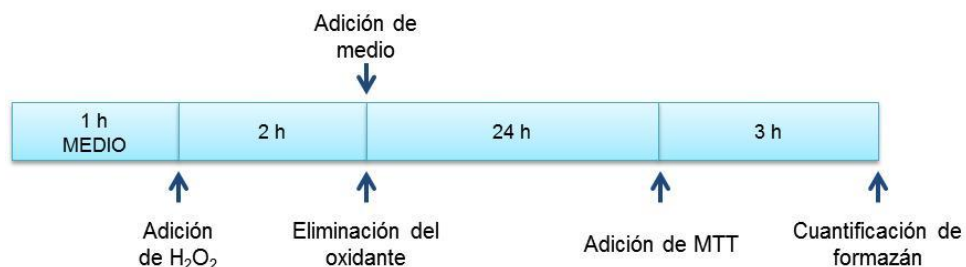 Adición de
medio
1 h
MEDIO
2 h
24 h
3 h
Adición
de H₂O₂
Eliminación del
oxidante
Adición de MTT
Cuantificación de
formazán